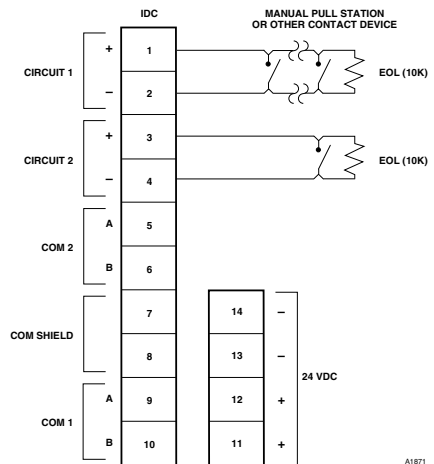 IDC
MANUAL PULL STATION
OR OTHER CONTACT DEVICE
CIRCUIT 1
+
1
–
2
EOL (10K)
CIRCUIT 2
+
3
–
4
EOL (10K)
COM 2
A
5
B
6
COM SHIELD
7
8
COM 1
A
9
B
10
14
–
13
–
12
+
11
+
24 VDC
A1871